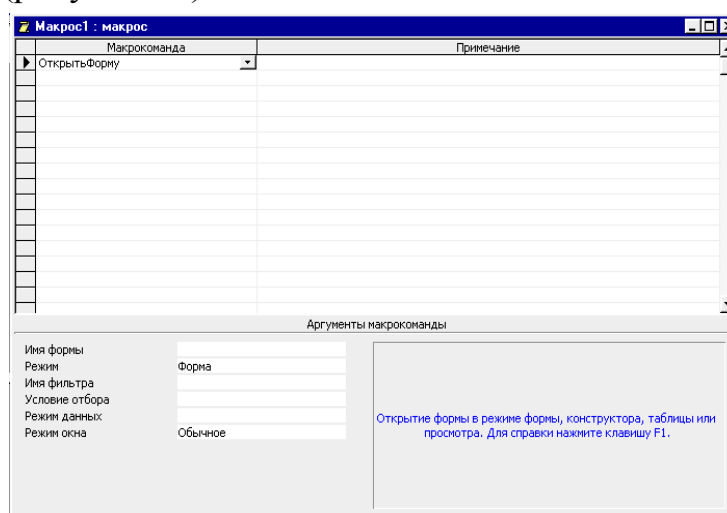 Макрос1 : макрос
Макрокоманда Примечание
ОткрытьФорму
Аргументы макрокоманды
Имя формы
Режим Форма
Имя фильтра
Условие отбора
Режим данных
Режим окна Обычное
Открытие формы в режиме формы, конструктора, таблицы или
просмотра. Для справки нажмите клавишу F1.